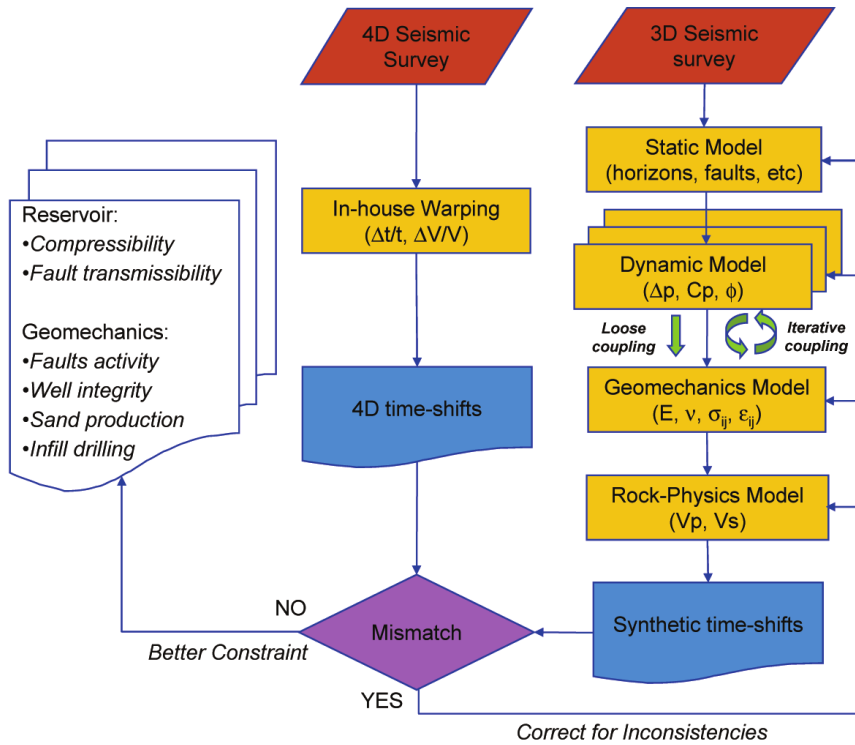 4D Seismic
Survey
3D Seismic
survey
Static Model
(horizons, faults, etc)
In-house Warping
(Δt/t, ΔV/V)
Reservoir:
•Compressibility
•Fault transmissibility
Geomechanics:
•Faults activity
•Well integrity
•Sand production
•Infill drilling
Dynamic Model
(Δp, Cp, ϕ)
Loose
coupling
Iterative
coupling
4D time-shifts
Geomechanics Model
(E, ν, σij, εij)
Rock-Physics Model
(Vp, Vs)
NO
Mismatch
Synthetic time-shifts
Better Constraint
YES
Correct for Inconsistencies